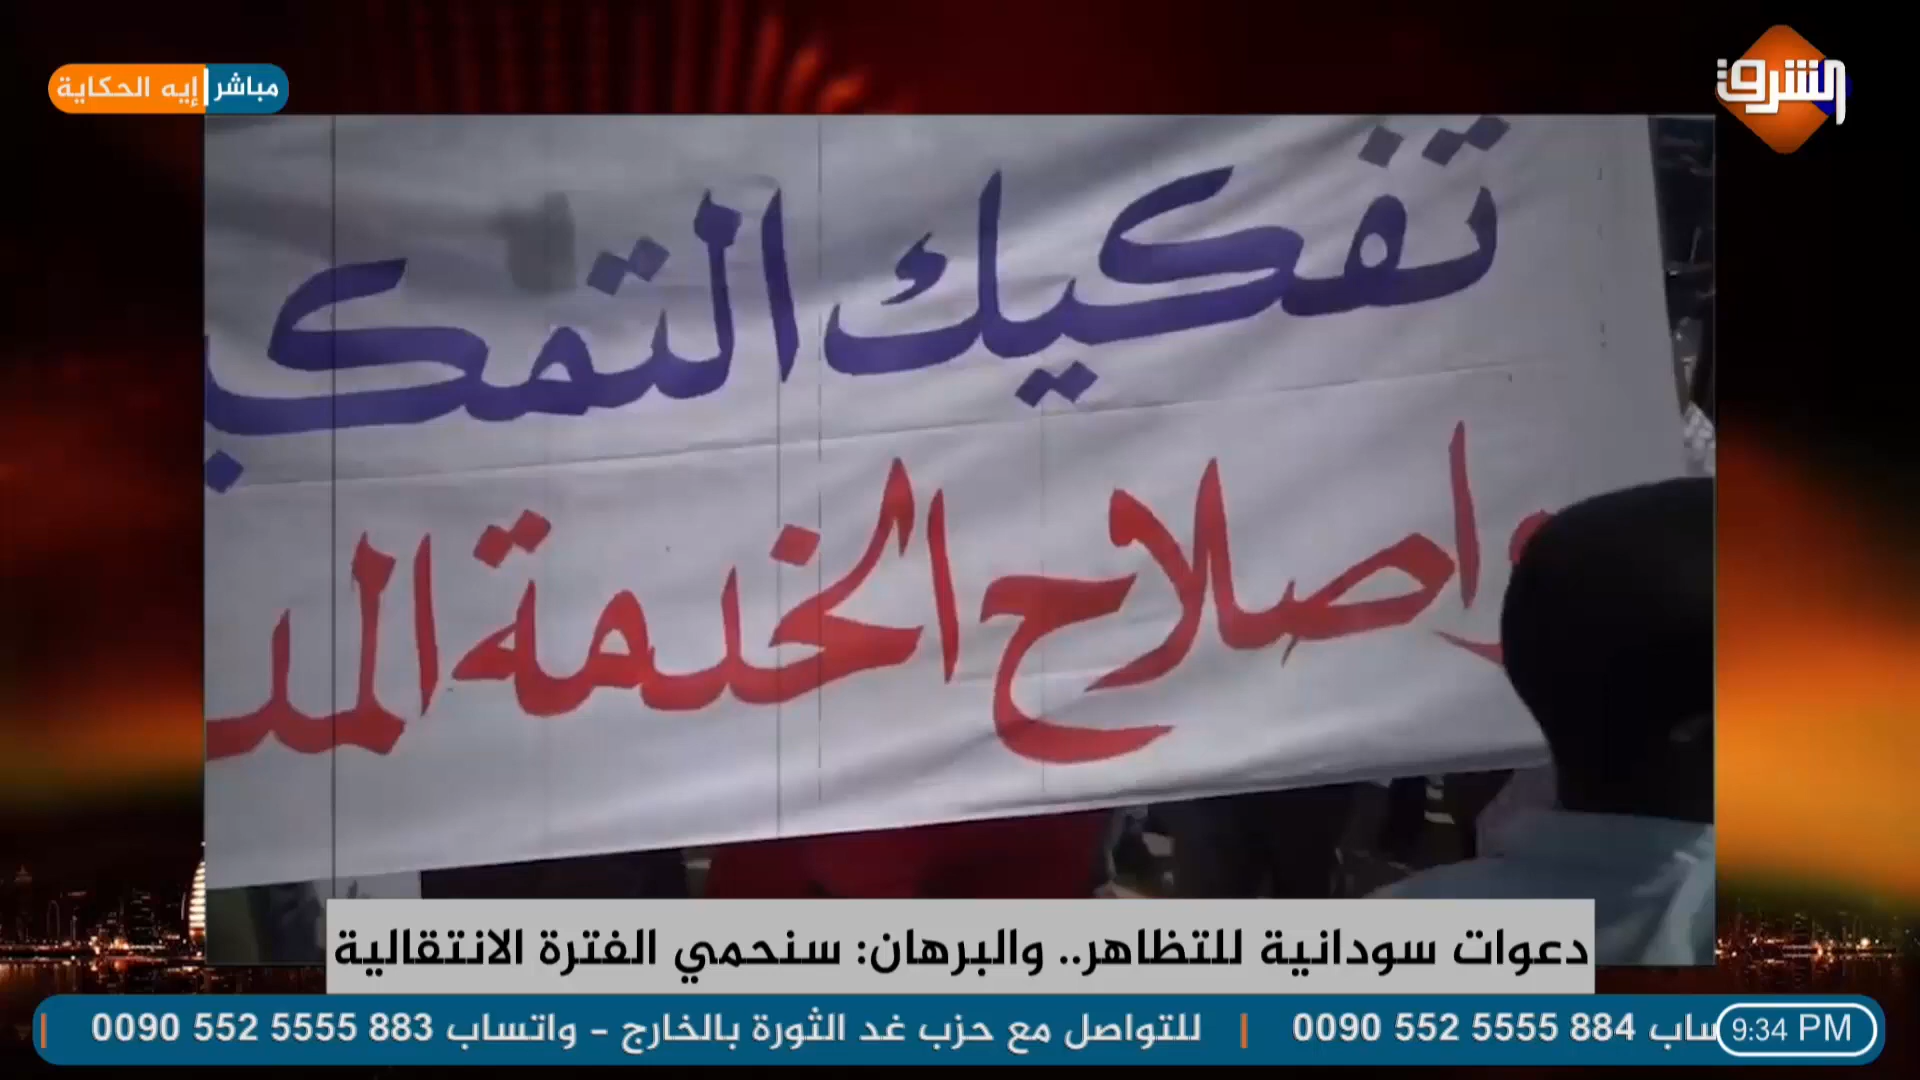 الشرق
مباشر إيه الحكاية
تفكيك التمكي
واصلاح الخدمة المد
دعوات سودانية للتظاهر.. والبرهان: سنحمي الفترة الانتقالية
ساب 884 5555 552 0090 | للتواصل مع حزب غد الثورة بالخارج - واتساب 883 5555 552 0090 |
9:34 PM